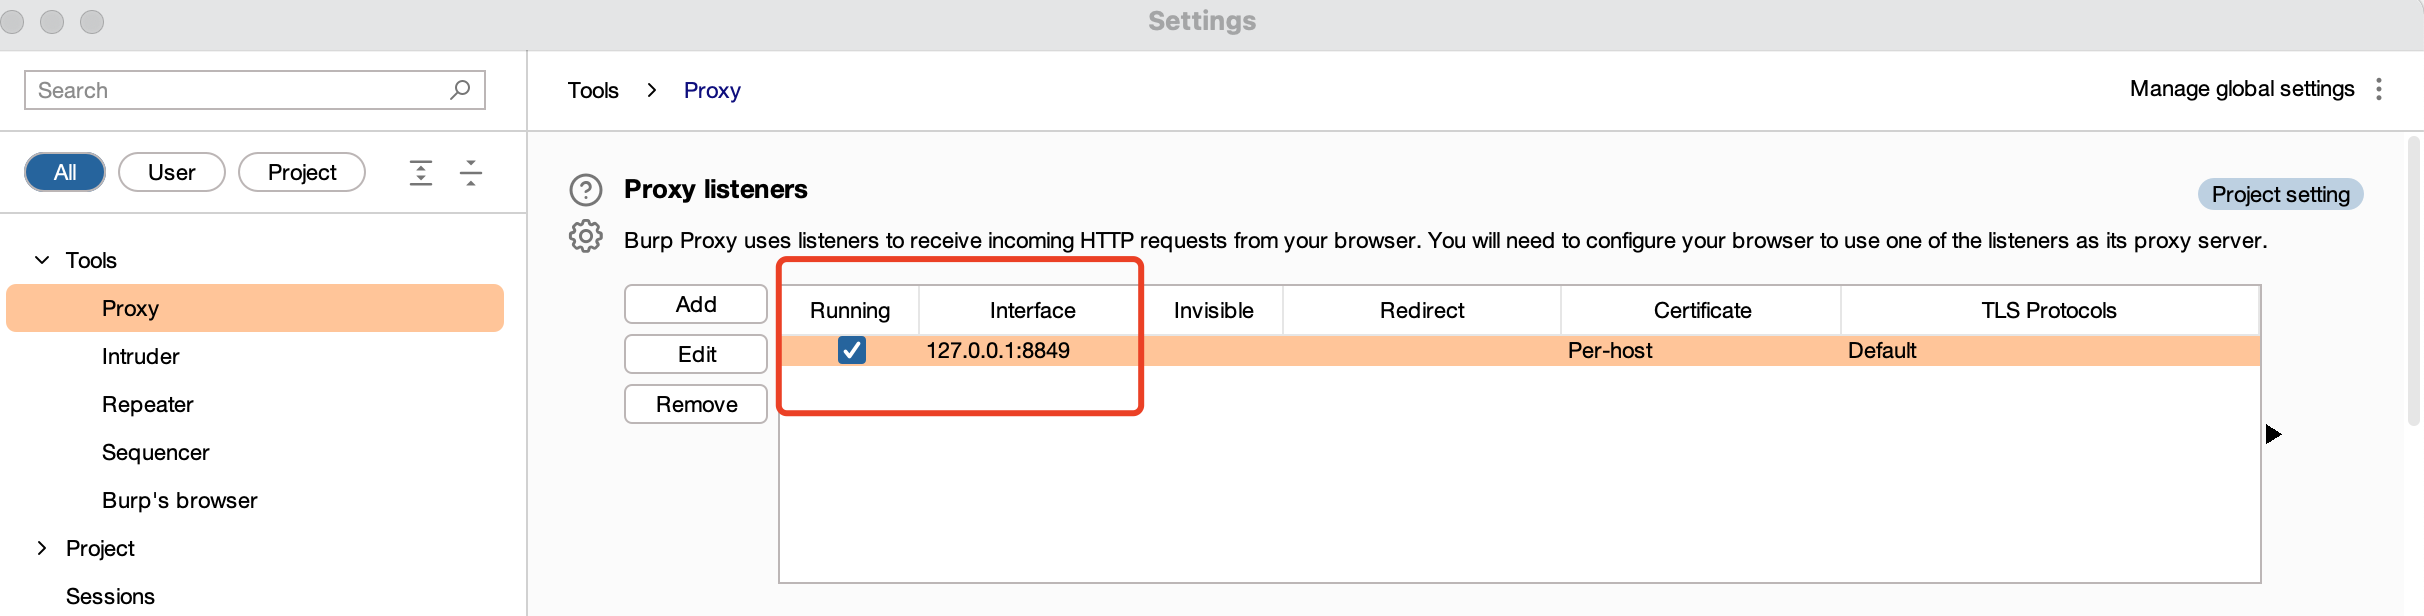 Settings
Search
Tools > Proxy
Manage global settings
All
User
Project
Proxy listeners
Project setting
Burp Proxy uses listeners to receive incoming HTTP requests from your browser. You will need to configure your browser to use one of the listeners as its proxy server.
Tools
Proxy
Intruder
Repeater
Sequencer
Burp's browser
Project
Sessions
Add
Edit
Remove
Running Interface Invisible Redirect Certificate TLS Protocols
127.0.0.1:8849 Per-host Default